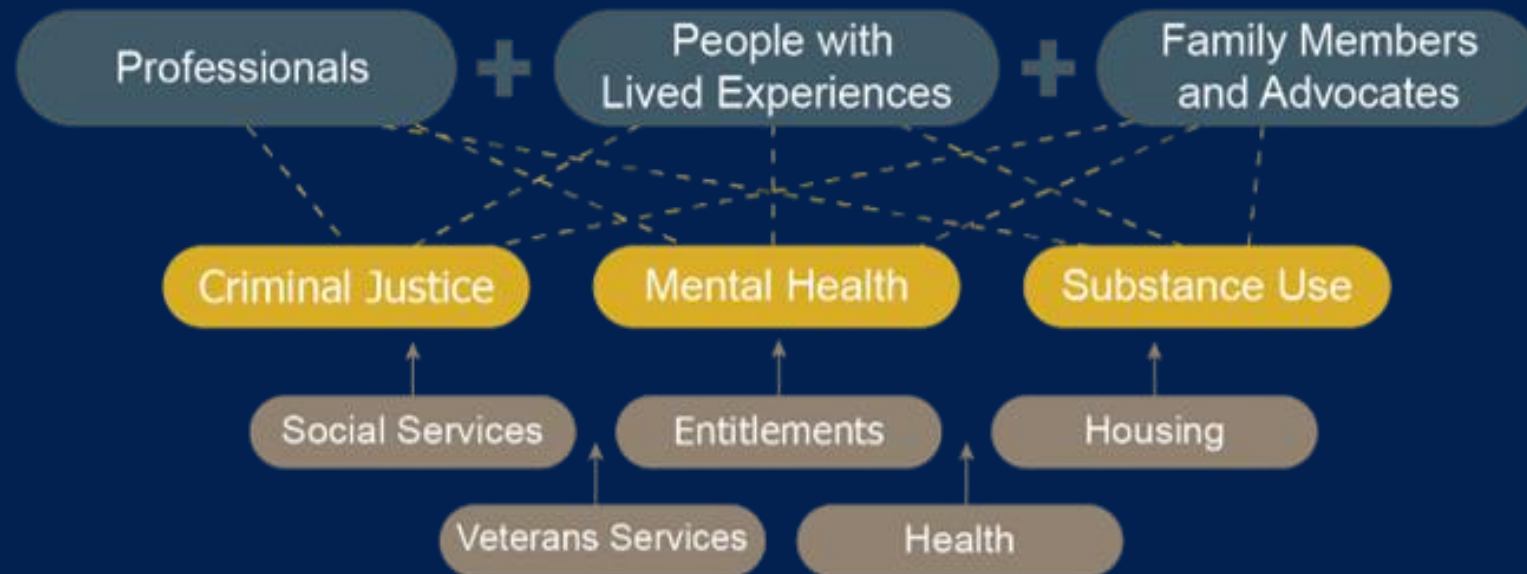 Professionals
People with
Lived Experiences
Family Members
and Advocates
Criminal Justice
Mental Health
Substance Use
Social Services
Entitlements
Housing
Veterans Services
Health